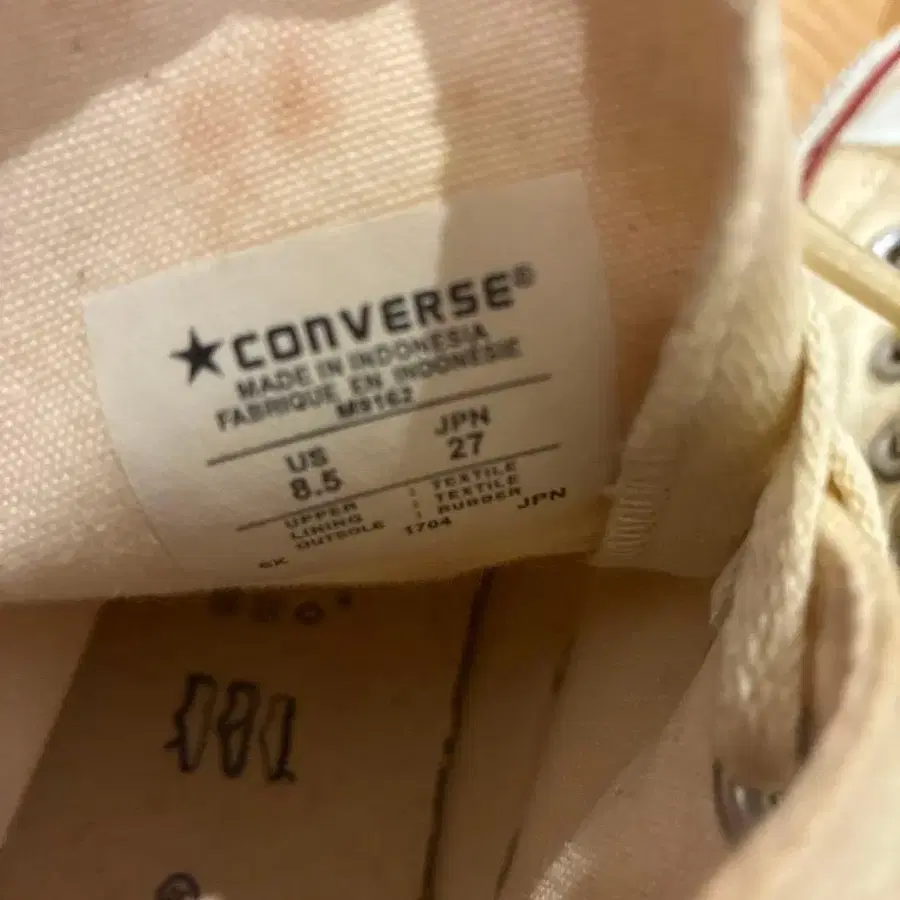 ★CONVERSE®
MADE IN INDONESIA
FABRIQUE EN INDONESIE
M9162
US JPN
8.5 27
UPPER : TEXTILE
LINING : TEXTILE
OUTSOLE : RUBBER
1704 JPN